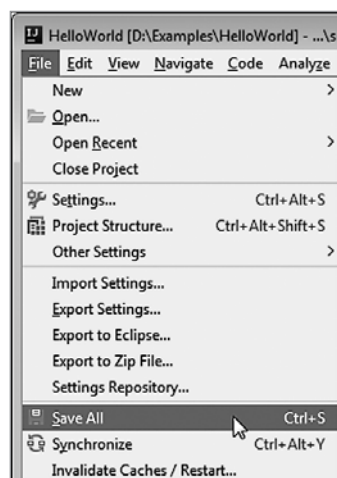 HelloWorld [D:\Examples\HelloWorld] - ...\s
File Edit View Navigate Code Analyze
New
Open...
Open Recent
Close Project
Settings... Ctrl+Alt+S
Project Structure... Ctrl+Alt+Shift+S
Other Settings
Import Settings...
Export Settings...
Export to Eclipse...
Export to Zip File...
Settings Repository...
Save All Ctrl+S
Synchronize Ctrl+Alt+Y
Invalidate Caches / Restart...